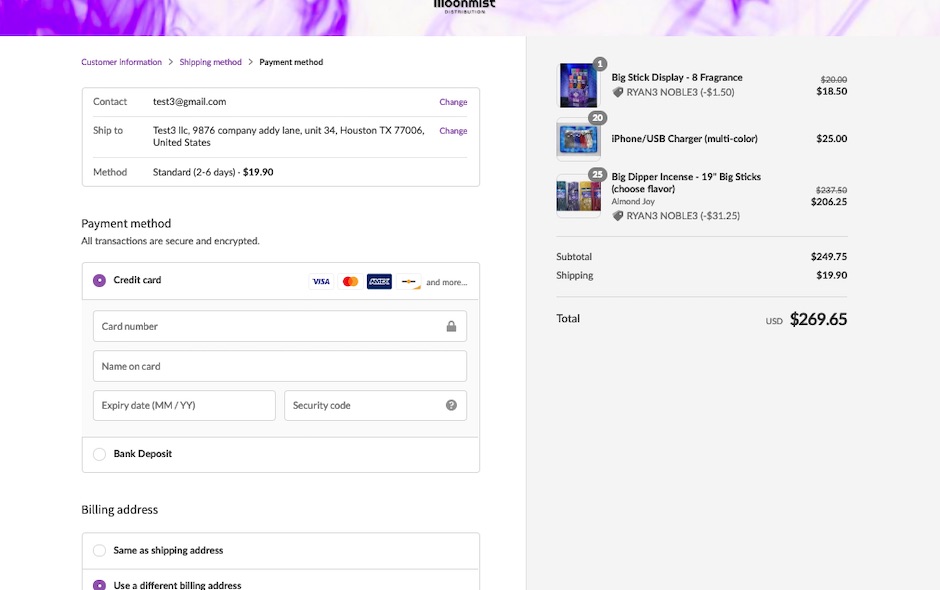 moonmist
DISTRIBUTION
Customer information > Shipping method > Payment method
Contact test3@gmail.com Change
Ship to Test3 llc, 9876 company addy lane, unit 34, Houston TX 77006, Change
United States
Method Standard (2-6 days) · $19.90
Payment method
All transactions are secure and encrypted.
Credit card VISA AMEX and more...
Card number
Name on card
Expiry date (MM / YY) Security code ?
Bank Deposit
Billing address
Same as shipping address
Use a different billing address
1
Big Stick Display - 8 Fragrance $20.00
RYAN3 NOBLE3 (-$1.50) $18.50
20
iPhone/USB Charger (multi-color) $25.00
25
Big Dipper Incense - 19" Big Sticks
(choose flavor) $237.50
Almond Joy $206.25
RYAN3 NOBLE3 (-$31.25)
Subtotal $249.75
Shipping $19.90
Total USD $269.65